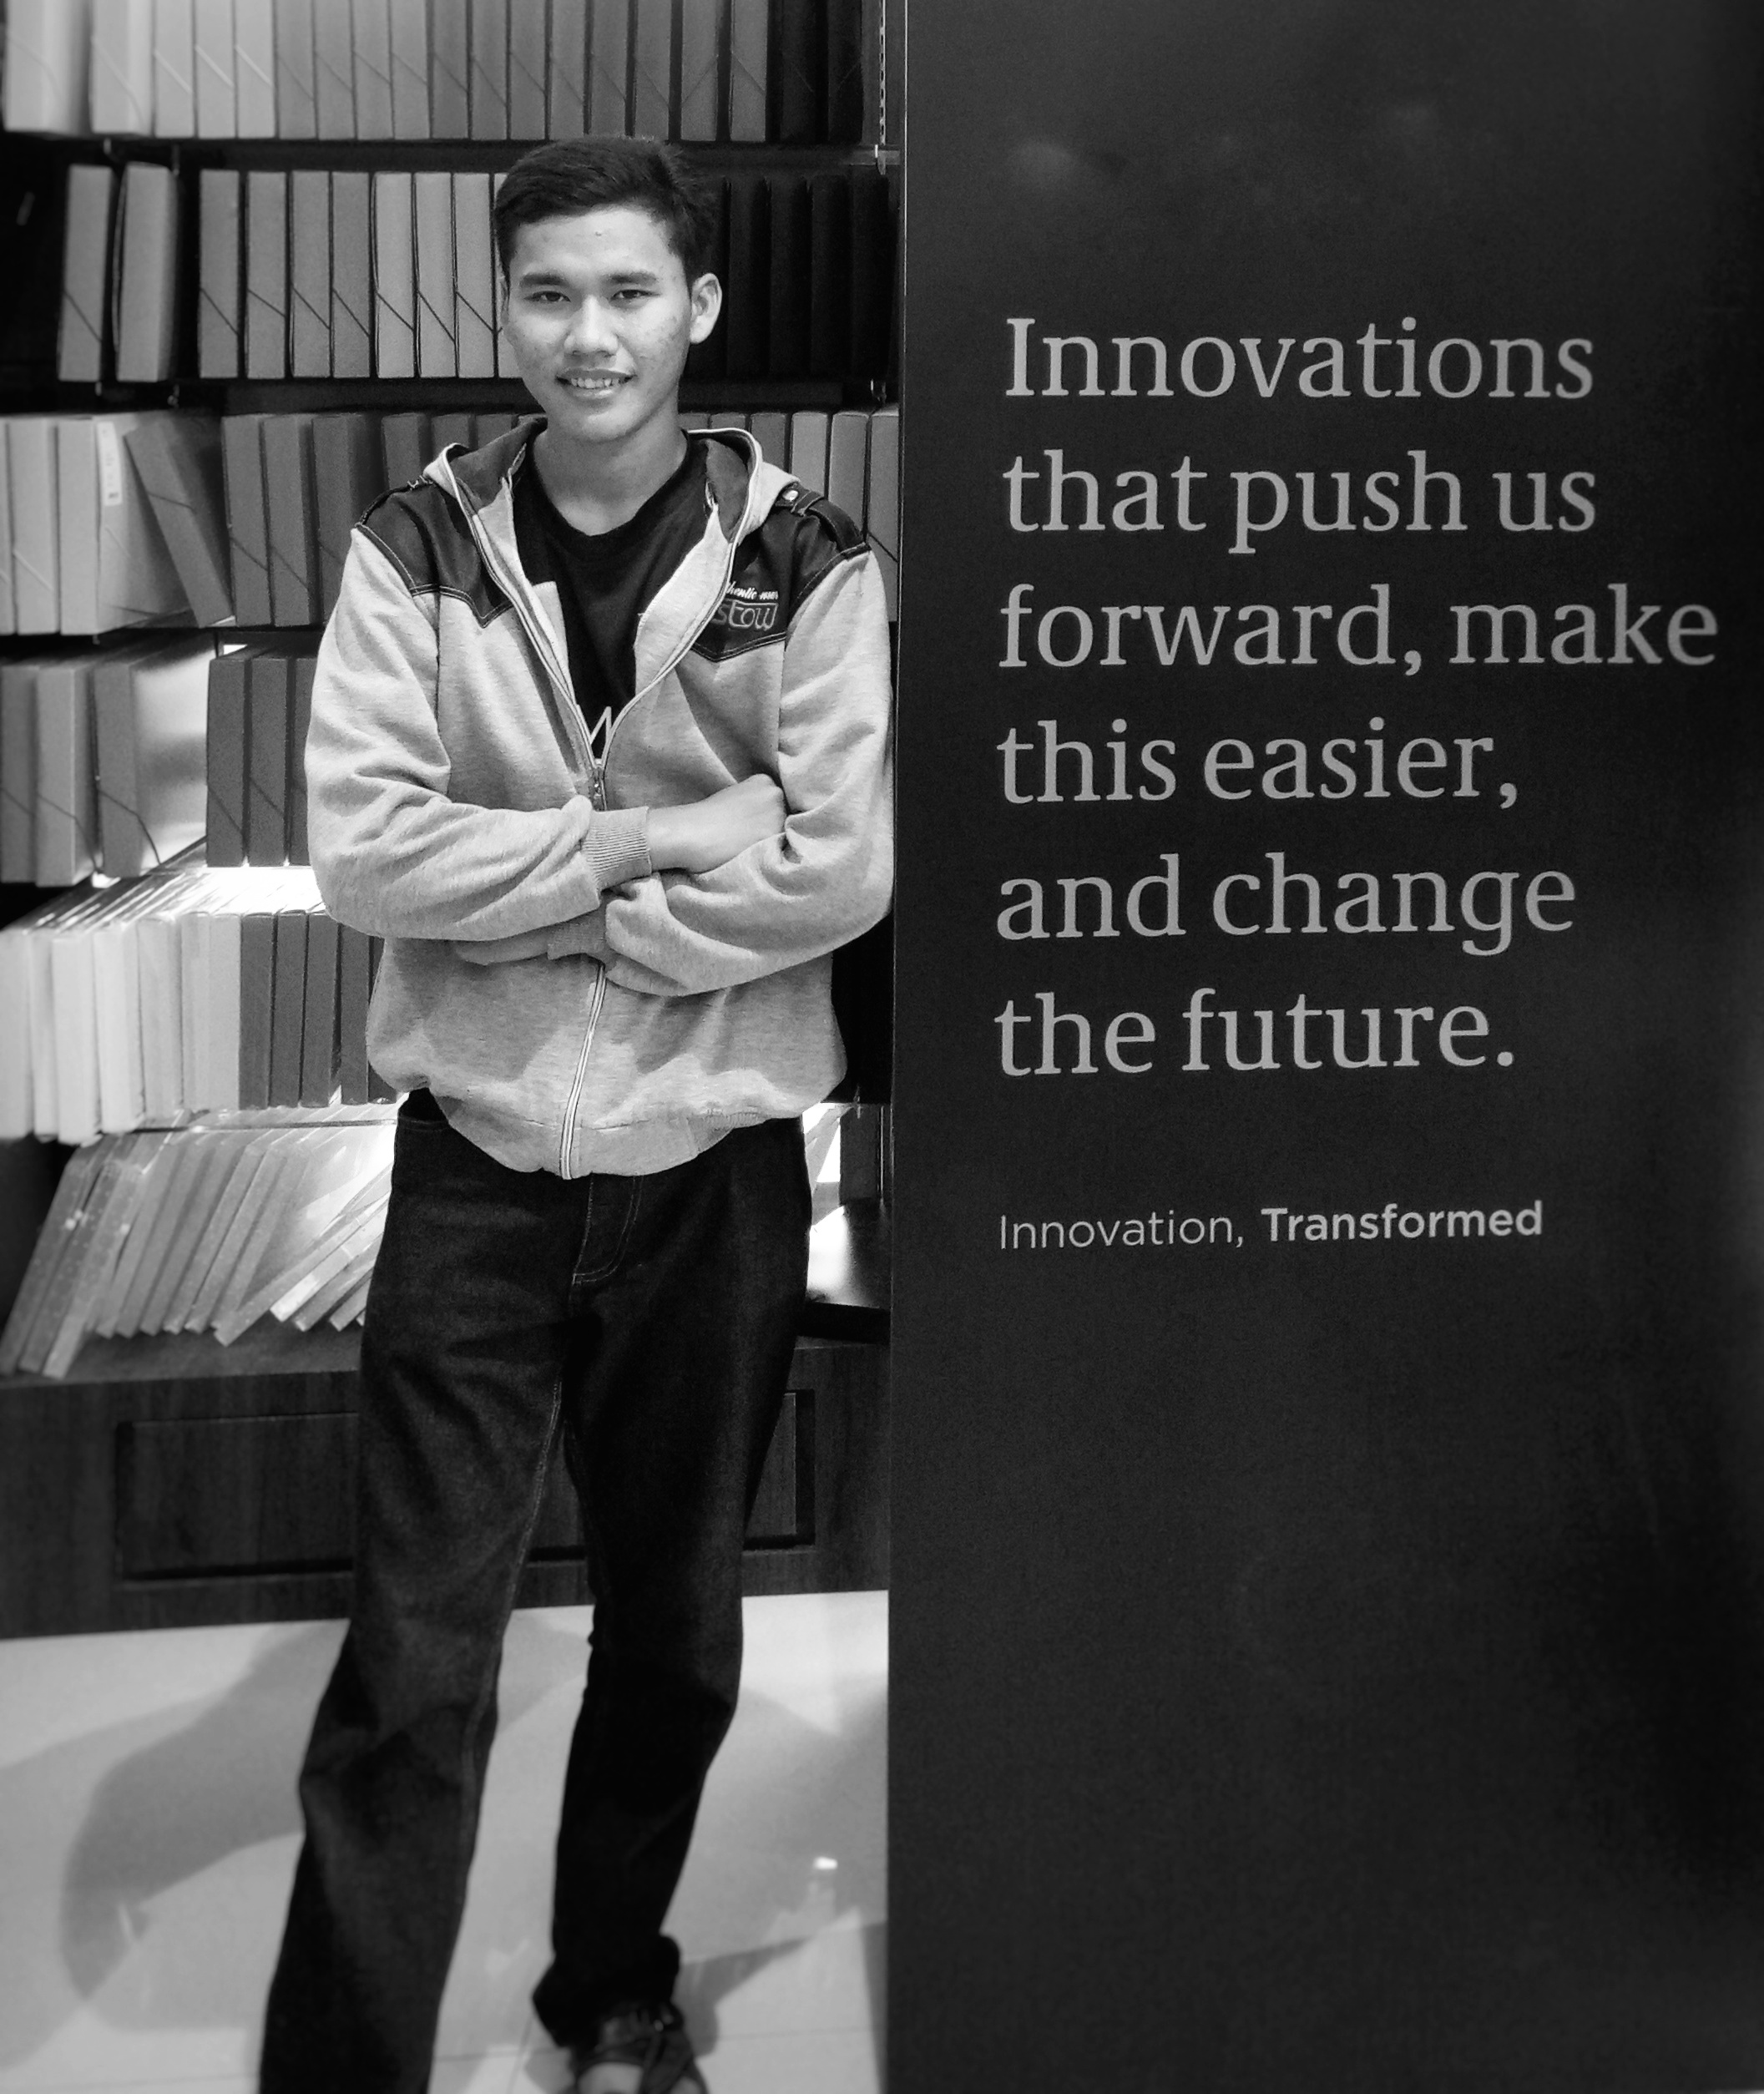 Innovations
that push us
forward, make
this easier,
and change
the future.
Innovation, Transformed